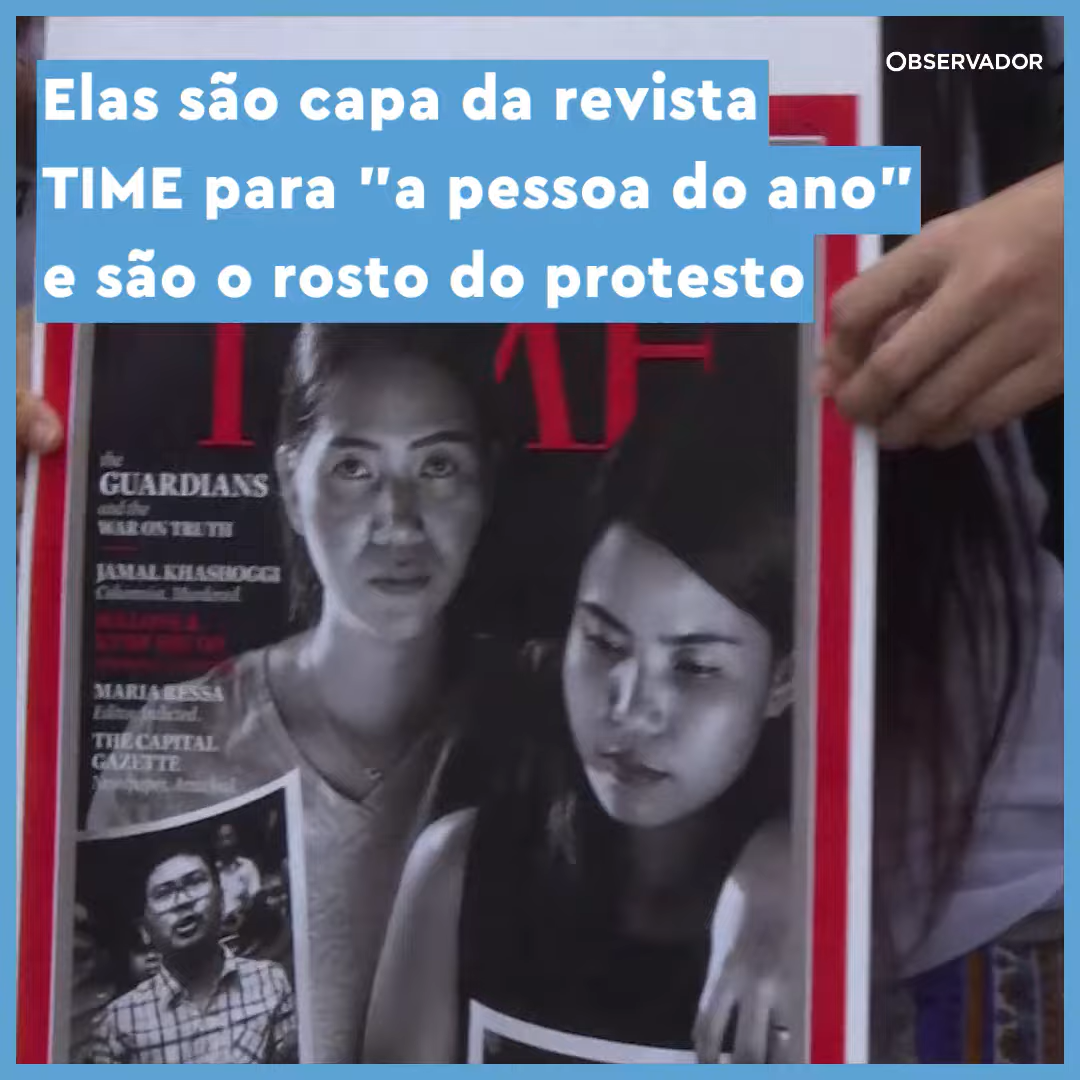 OBSERVADOR
Elas são capa da revista
TIME para "a pessoa do ano"
e são o rosto do protesto
the
GUARDIANS
and the
WAR ON TRUTH
JAMAL KHASHOGGI
MARIA RESSA
THE CAPITAL
GAZETTE